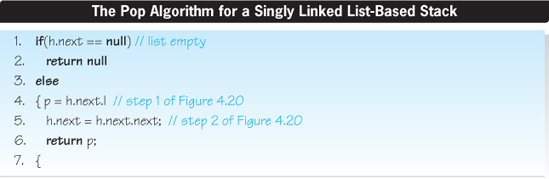 The Pop Algorithm for a Singly Linked List-Based Stack
1. if(h.next == null) // list empty
2. return null
3. else
4. { p = h.next.l // step 1 of Figure 4.20
5. h.next = h.next.next; // step 2 of Figure 4.20
6. return p;
7. {